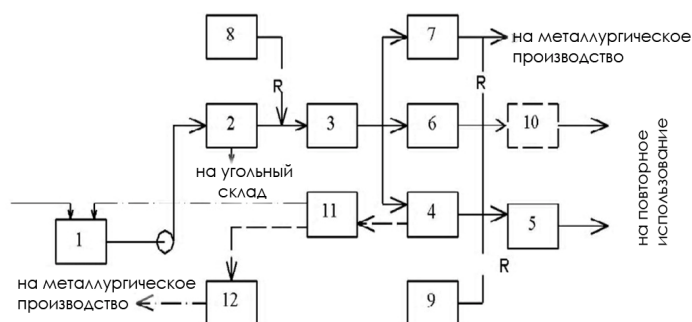 8
7
на металлургическое
производство
R
R
2
3
6
10
на повторное
использование
на угольный
склад
11
4
5
1
R
на металлургическое
производство
12
9